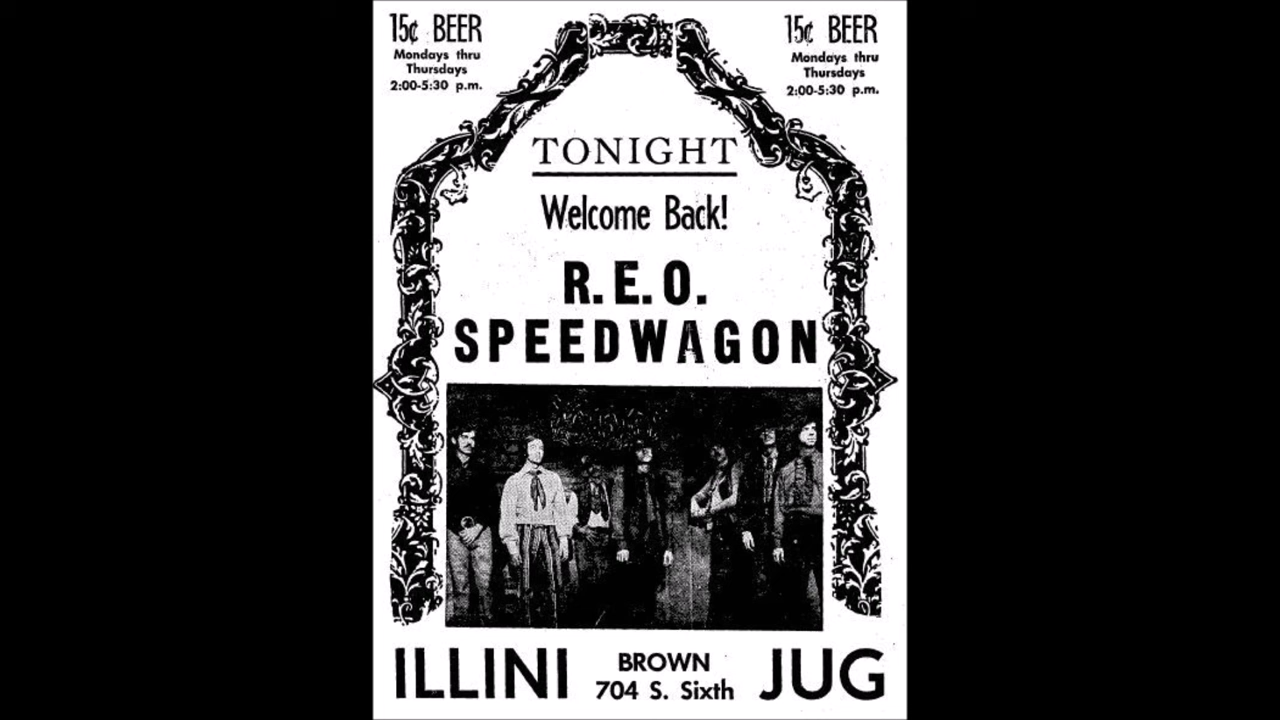 15¢ BEER
Mondays thru
Thursdays
2:00-5:30 p.m.
15¢ BEER
Mondays thru
Thursdays
2:00-5:30 p.m.
TONIGHT
Welcome Back!
R.E.O.
SPEEDWAGON
ILLINI BROWN JUG
704 S. Sixth